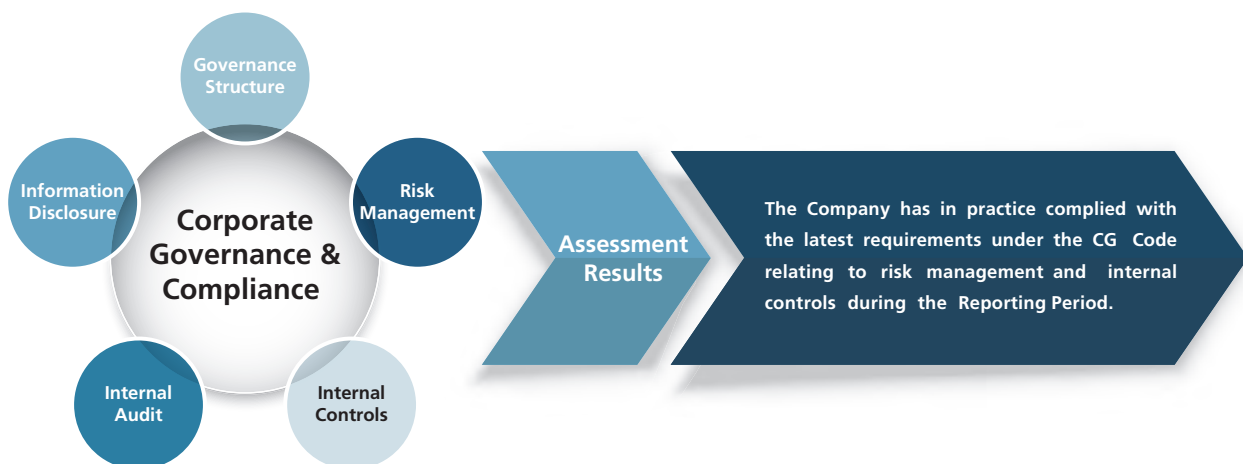 Governance
Structure
Information
Disclosure
Risk
Management
Corporate
Governance &
Compliance
Internal
Audit
Internal
Controls
Assessment
Results
The Company has in practice complied with
the latest requirements under the CG Code
relating to risk management and internal
controls during the Reporting Period.